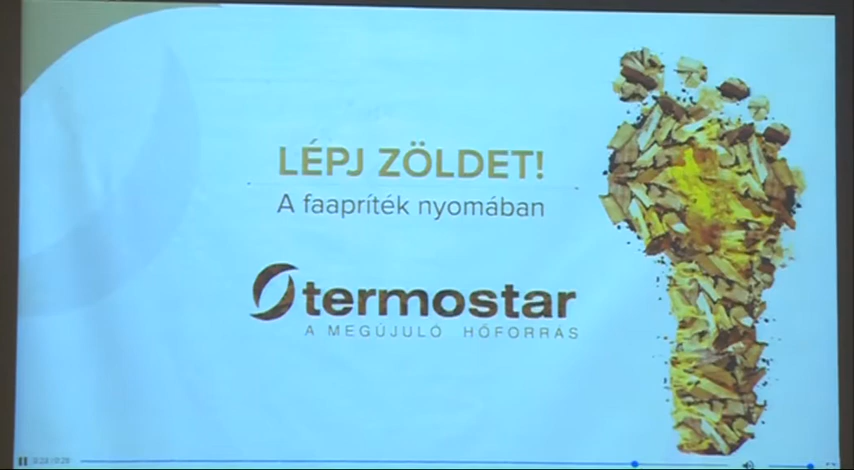 LÉPJ ZÖLDET!
A faapríték nyomában
termostar
A MEGÚJULÓ HŐFORRÁS